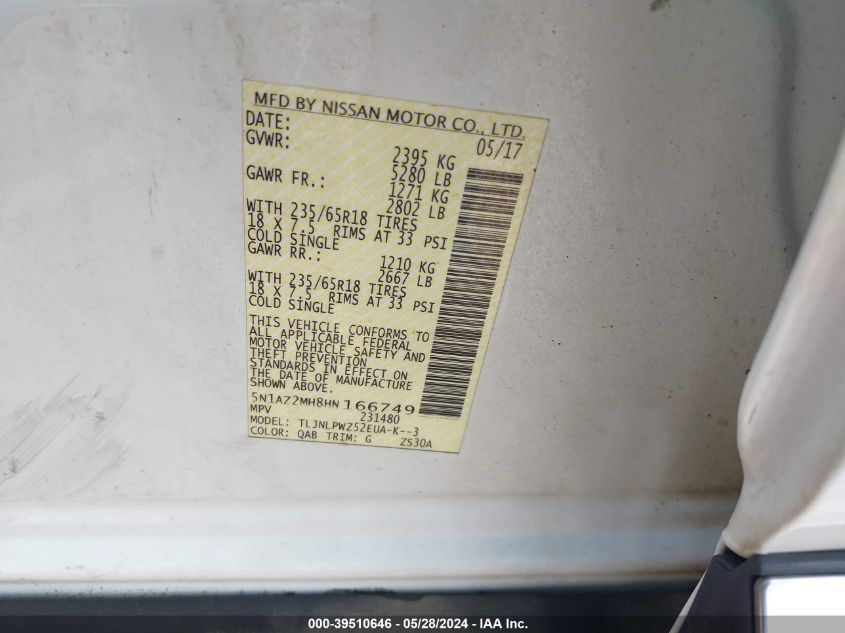 MFD BY NISSAN MOTOR CO., LTD.
DATE: 05/17
GVWR: 2395 KG
5280 LB
GAWR FR.: 1271 KG
2802 LB
WITH 235/65R18 TIRES
18 X 7.5 RIMS AT 33 PSI
COLD SINGLE
GAWR RR.: 1210 KG
2667 LB
WITH 235/65R18 TIRES
18 X 7.5 RIMS AT 33 PSI
COLD SINGLE
THIS VEHICLE CONFORMS TO
ALL APPLICABLE FEDERAL
MOTOR VEHICLE SAFETY AND
THEFT PREVENTION
STANDARDS IN EFFECT ON
THE DATE OF MANUFACTURE
SHOWN ABOVE.
5N1AZ2MH8HN 166749
MPV 231480
MODEL: TLJNLPWZ52EUA-K--3
COLOR: QAB TRIM: G ZS30A
000-39510646 - 05/28/2024 - IAA Inc.